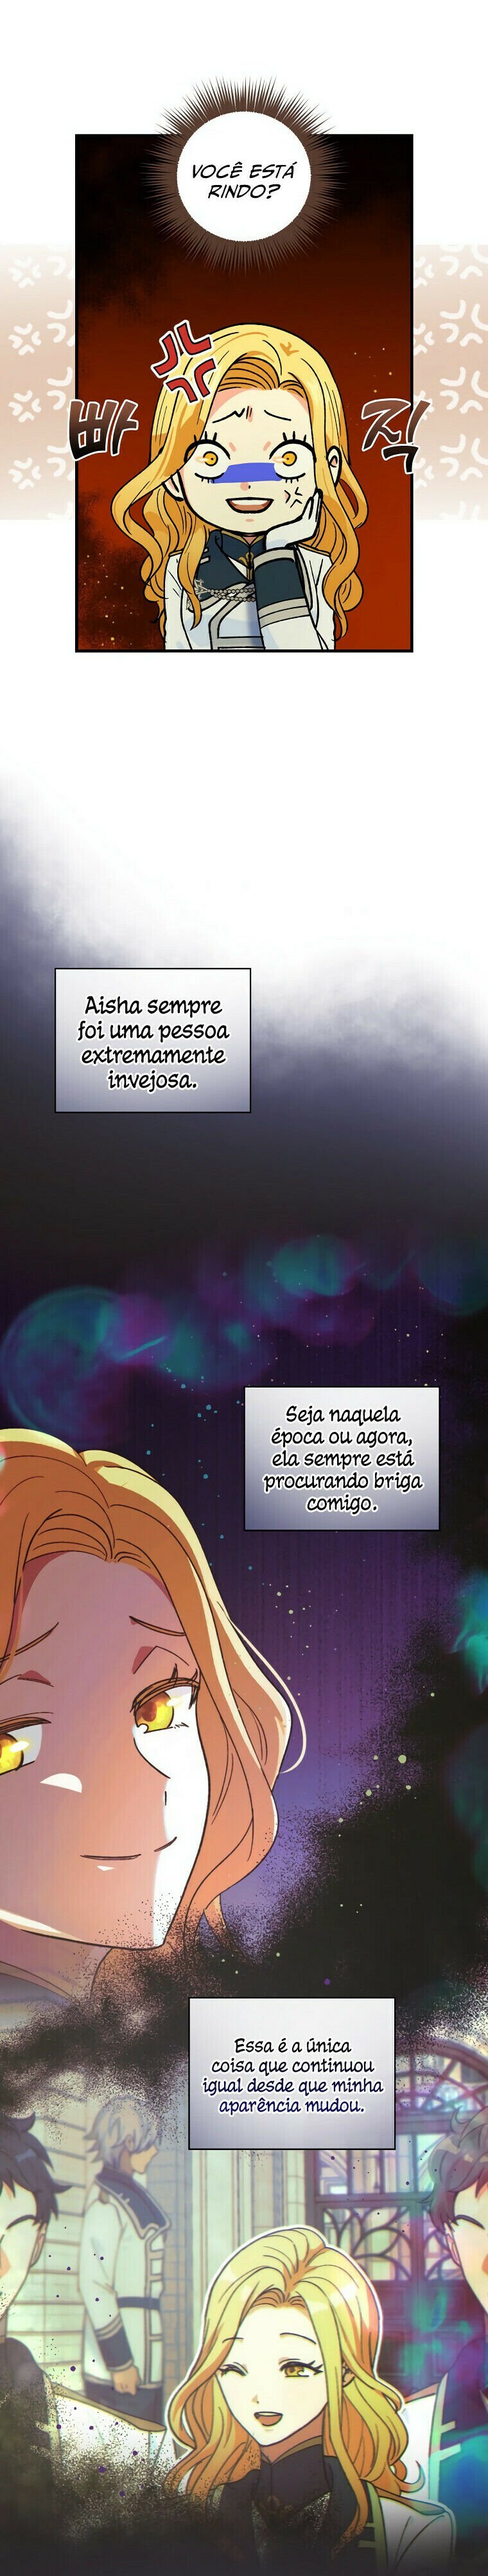 VOCÊ ESTÁ
RINDO?
빠
직
Aisha sempre
foi uma pessoa
extremamente
invejosa.
Seja naquela
época ou agora,
ela sempre está
procurando briga
comigo.
Essa é a única
coisa que continuou
igual desde que minha
aparência mudou.